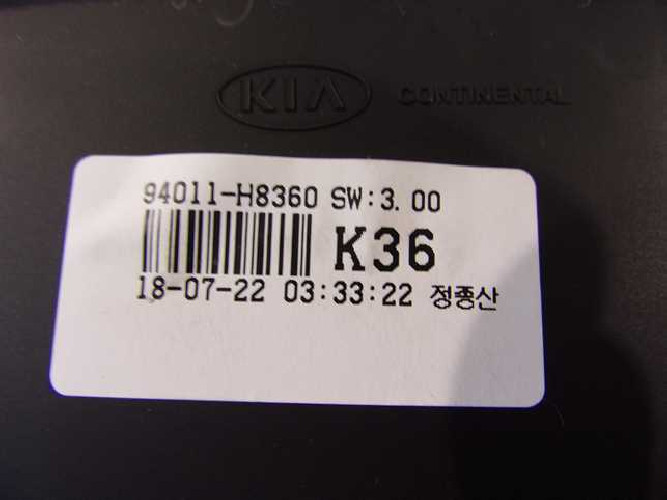 KIA CONTINENTAL
94011-H8360 SW:3.00
K36
18-07-22 03:33:22 정종산